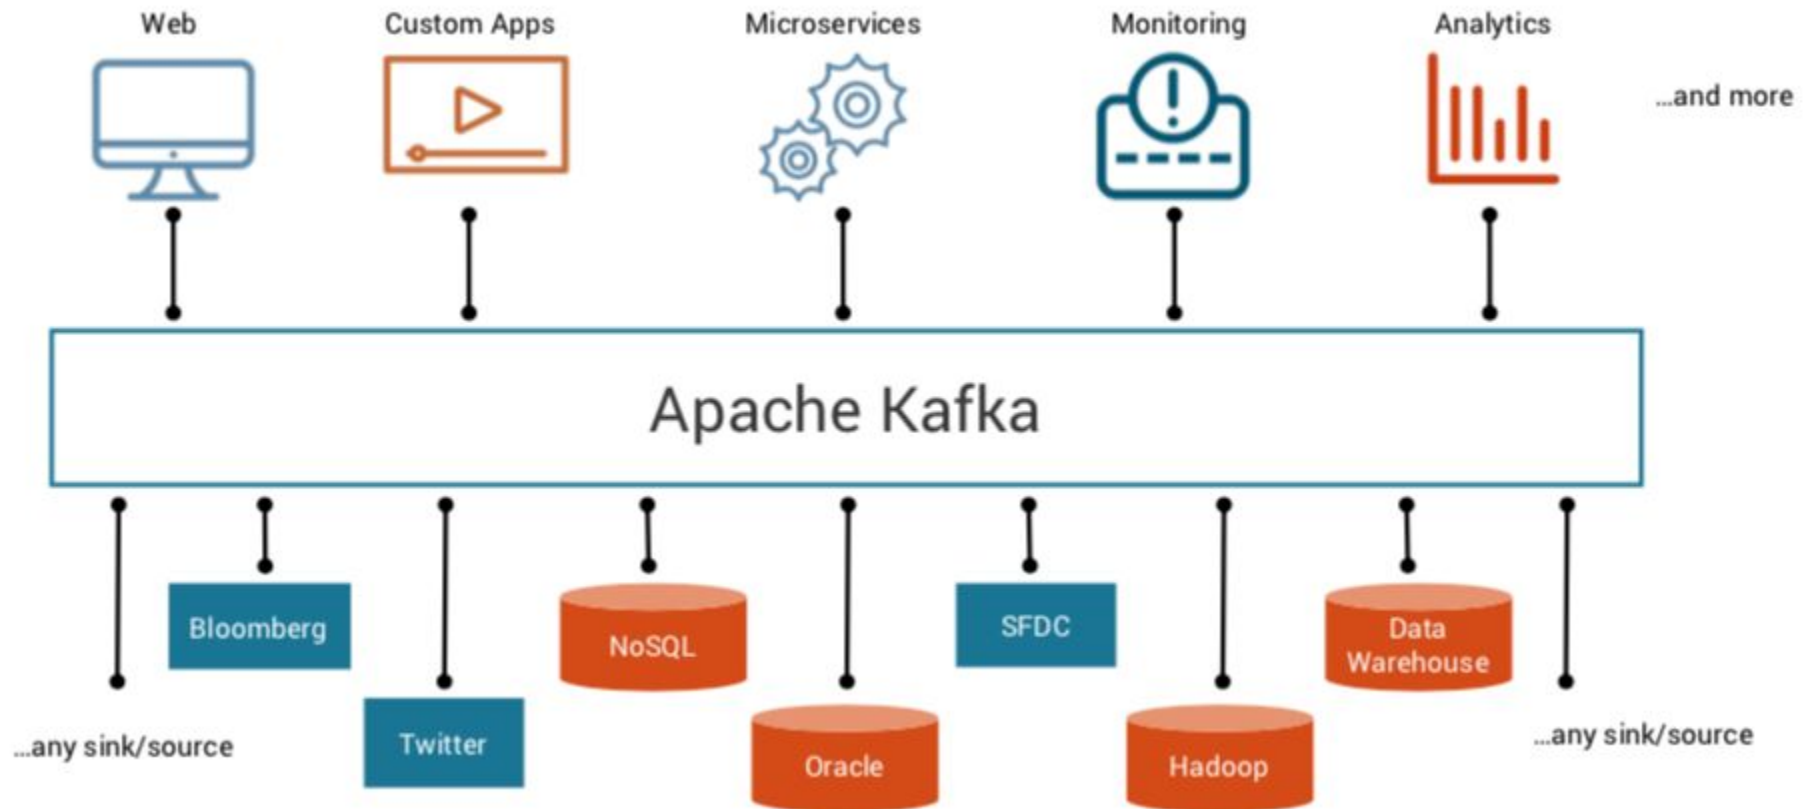 Web
Custom Apps
Microservices
Monitoring
Analytics
...and more
Apache Kafka
Bloomberg
NoSQL
SFDC
Data
Warehouse
...any sink/source
Twitter
Oracle
Hadoop
...any sink/source